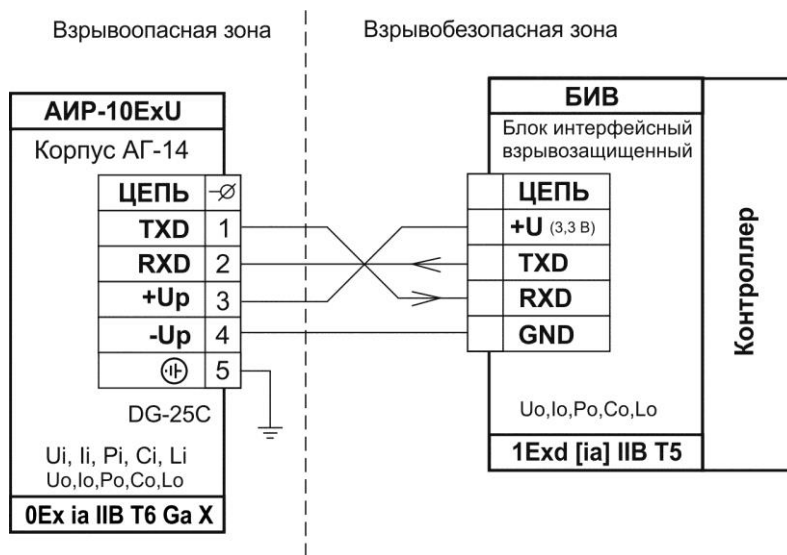 Взрывоопасная зона
Взрывобезопасная зона
АИР-10ExU
Корпус АГ-14
ЦЕПЬ
TXD 1
RXD 2
+Up 3
-Up 4
5
DG-25C
Ui, Ii, Pi, Ci, Li
Uo,Io,Po,Co,Lo
0Ex ia IIB T6 Ga X
БИВ
Блок интерфейсный
взрывозащищенный
ЦЕПЬ
+U (3,3 В)
TXD
RXD
GND
Uo,Io,Po,Co,Lo
1Exd [ia] IIB T5
Контроллер